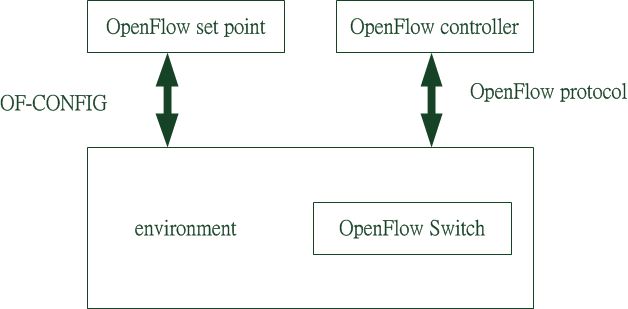 OpenFlow set point
OpenFlow controller
OF-CONFIG
OpenFlow protocol
environment
OpenFlow Switch